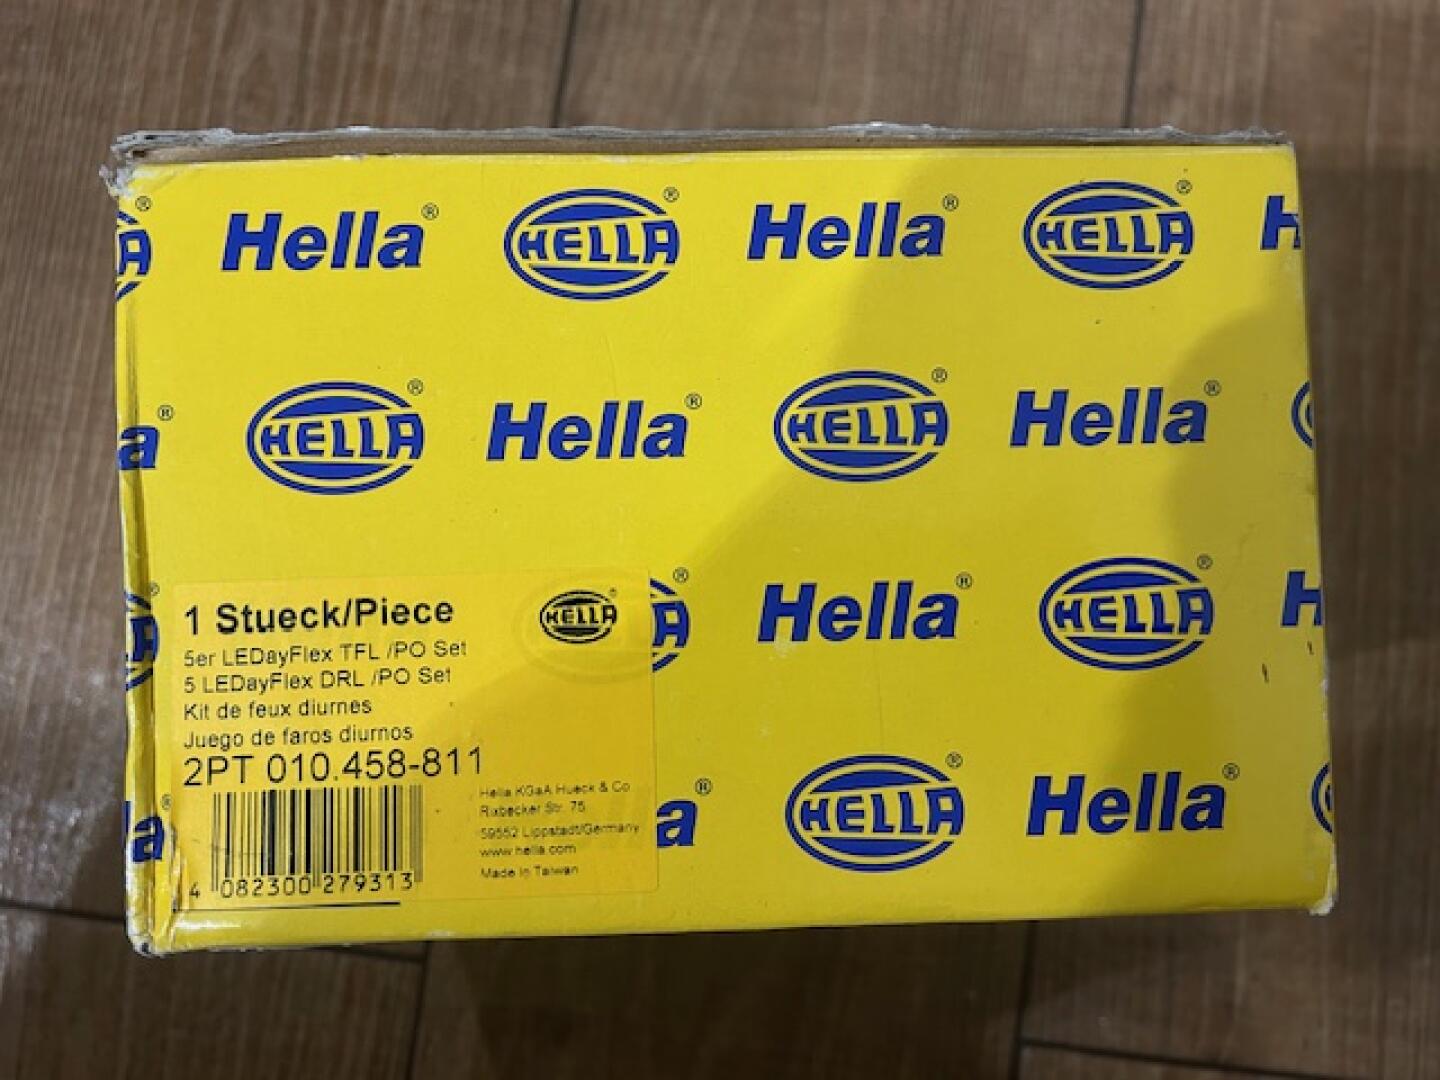 A® Hella® HELLA® Hella® HELLA® H
a® HELLA® Hella® HELLA® Hella®
1 Stueck/Piece HELLA® A® Hella® HELLA® H
5er LEDayFlex TFL /PO Set
5 LEDayFlex DRL /PO Set
Kit de feux diurnes
Juego de faros diurnos
2PT 010.458-811
Hella KGaA Hueck & Co
Rixbecker Str. 75
59552 Lippstadt/Germany
www.hella.com
Made in Taiwan
4 082300 279313
a® a® HELLA® Hella®